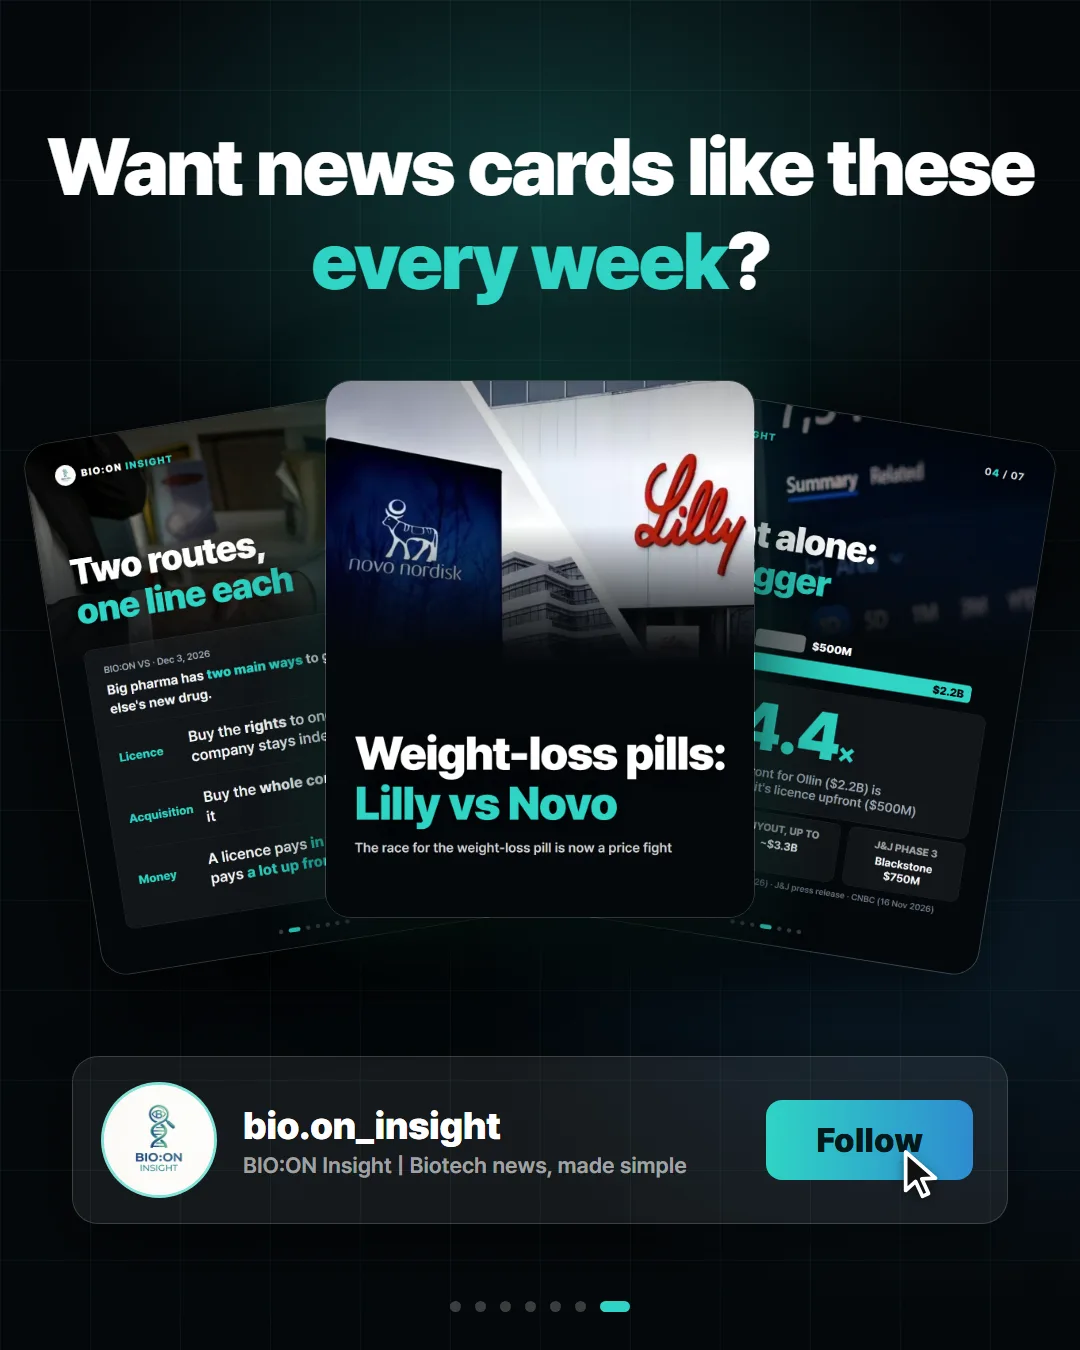 Want news cards like these
every week?
BIO:ON INSIGHT
Two routes,
one line each
BIO:ON VS · Dec 3, 2026
Big pharma has two main ways to
else's new drug.
Licence
Buy the rights to
company stays
Acquisition
Buy the whole
it
Money
A licence pays in
pays a lot up
novo nordisk
Lilly
Weight-loss pills:
Lilly vs Novo
The race for the weight-loss pill is now a price fight
04 / 07
Summary Related
alone:
$500M
$2.2B
4.4×
for Ollin ($2.2B) is
licence upfront ($500M)
UP TO
~$3.3B
J&J PHASE 3
Blackstone
$750M
J&J press release · CNBC (16 Nov 2026)
BIO:ON
INSIGHT
bio.on_insight
BIO:ON Insight | Biotech news, made simple
Follow